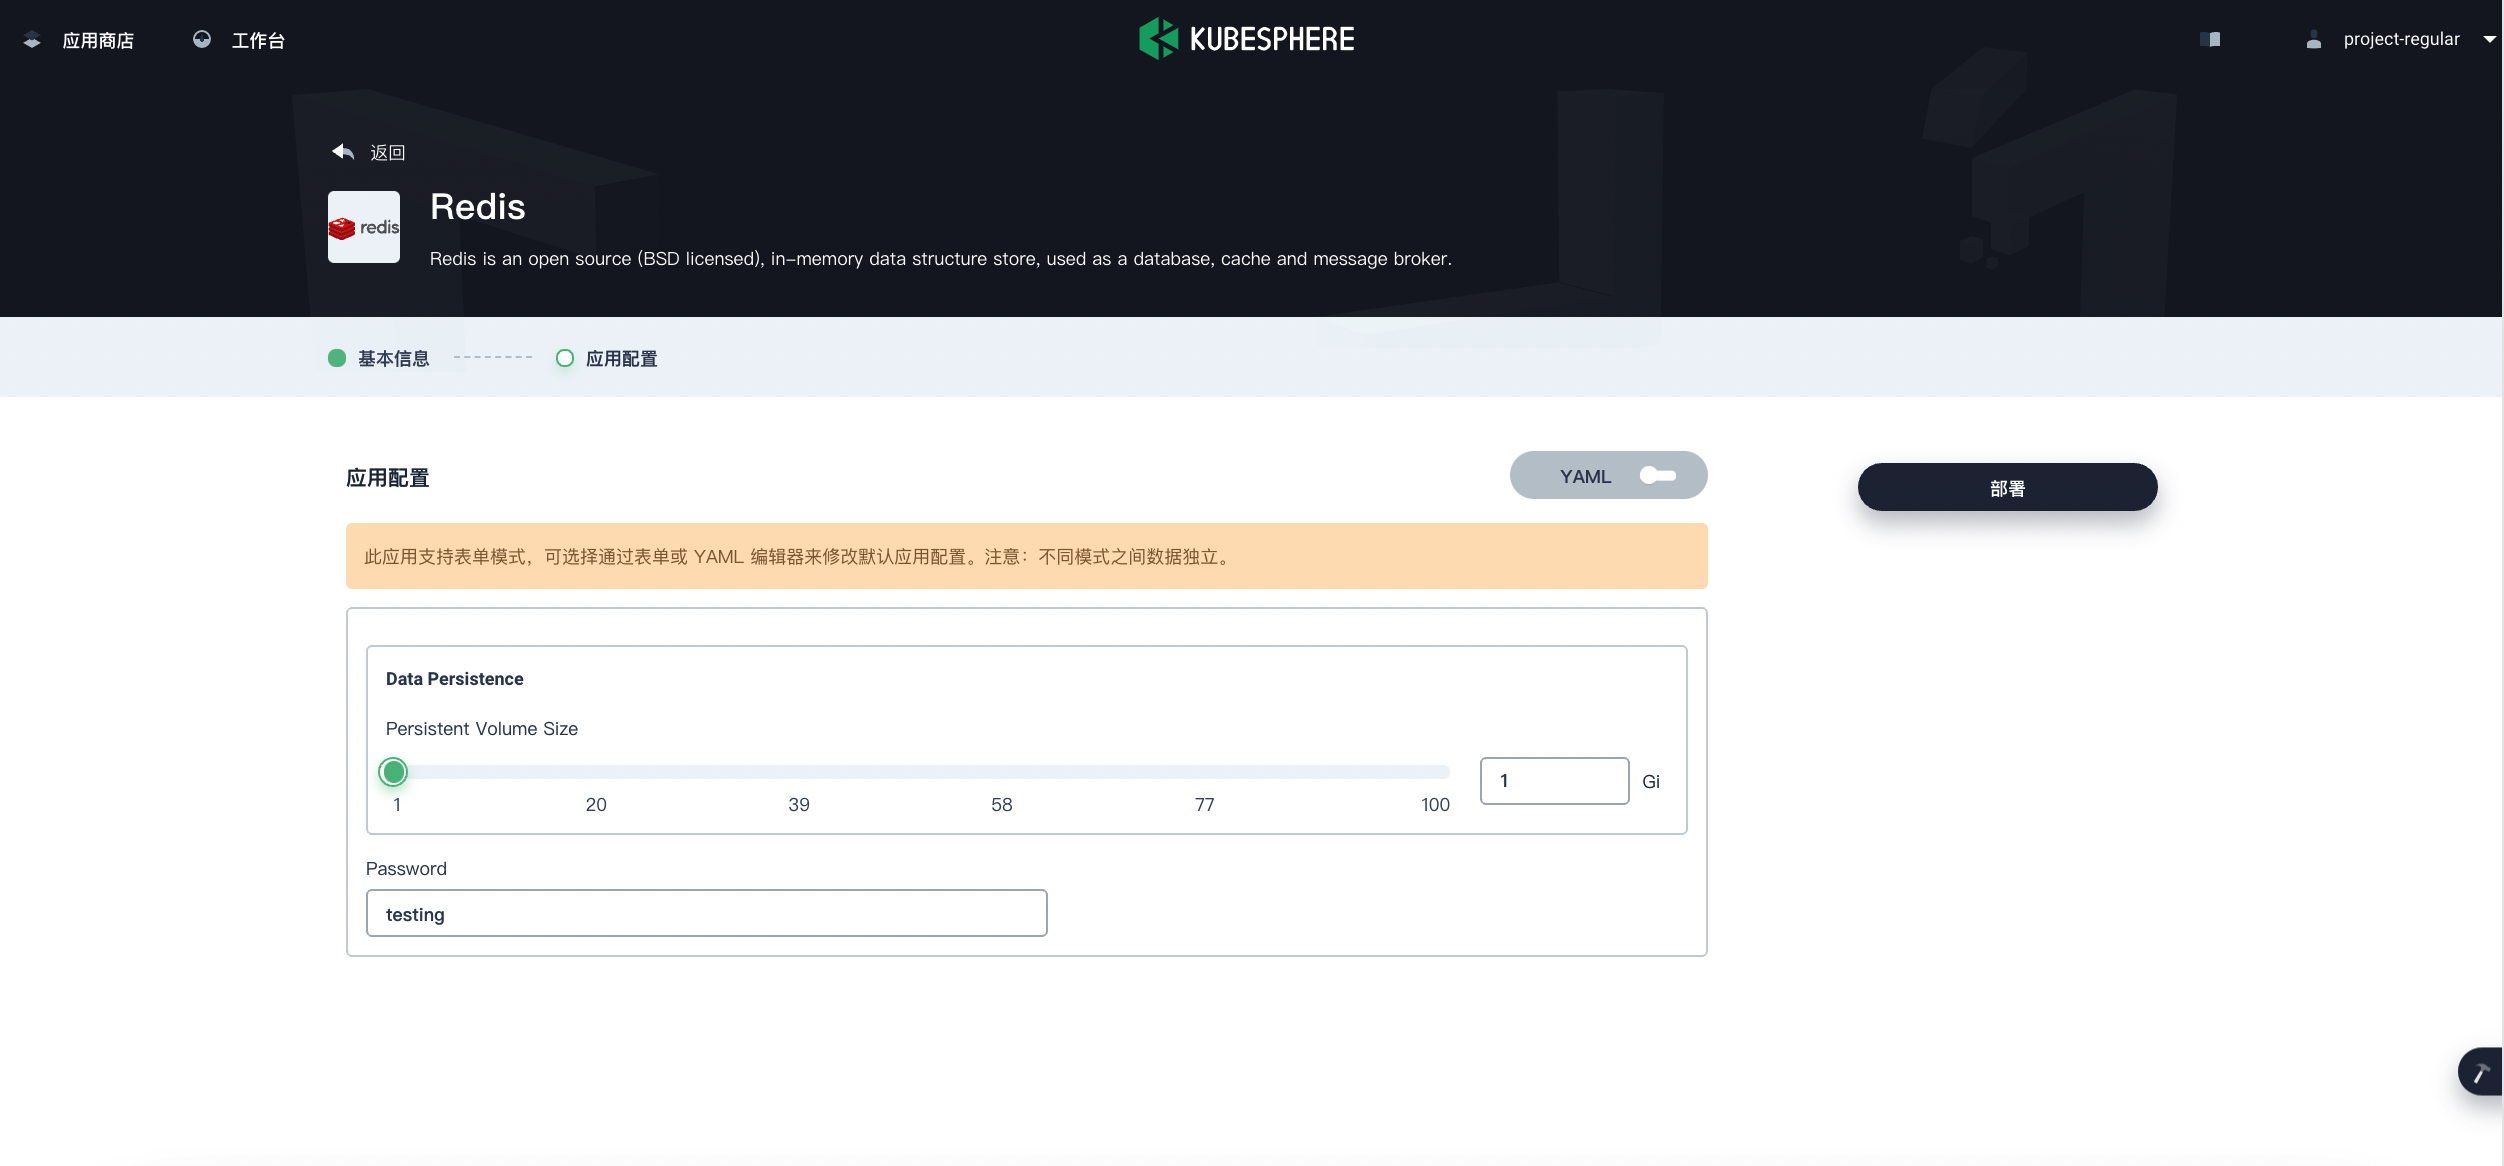 应用商店
工作台
KUBESPHERE
project-regular
返回
redis
Redis
Redis is an open source (BSD licensed), in-memory data structure store, used as a database, cache and message broker.
基本信息
应用配置
应用配置
YAML
部署
此应用支持表单模式，可选择通过表单或 YAML 编辑器来修改默认应用配置。注意：不同模式之间数据独立。
Data Persistence
Persistent Volume Size
1 20 39 58 77 100
1 Gi
Password
testing